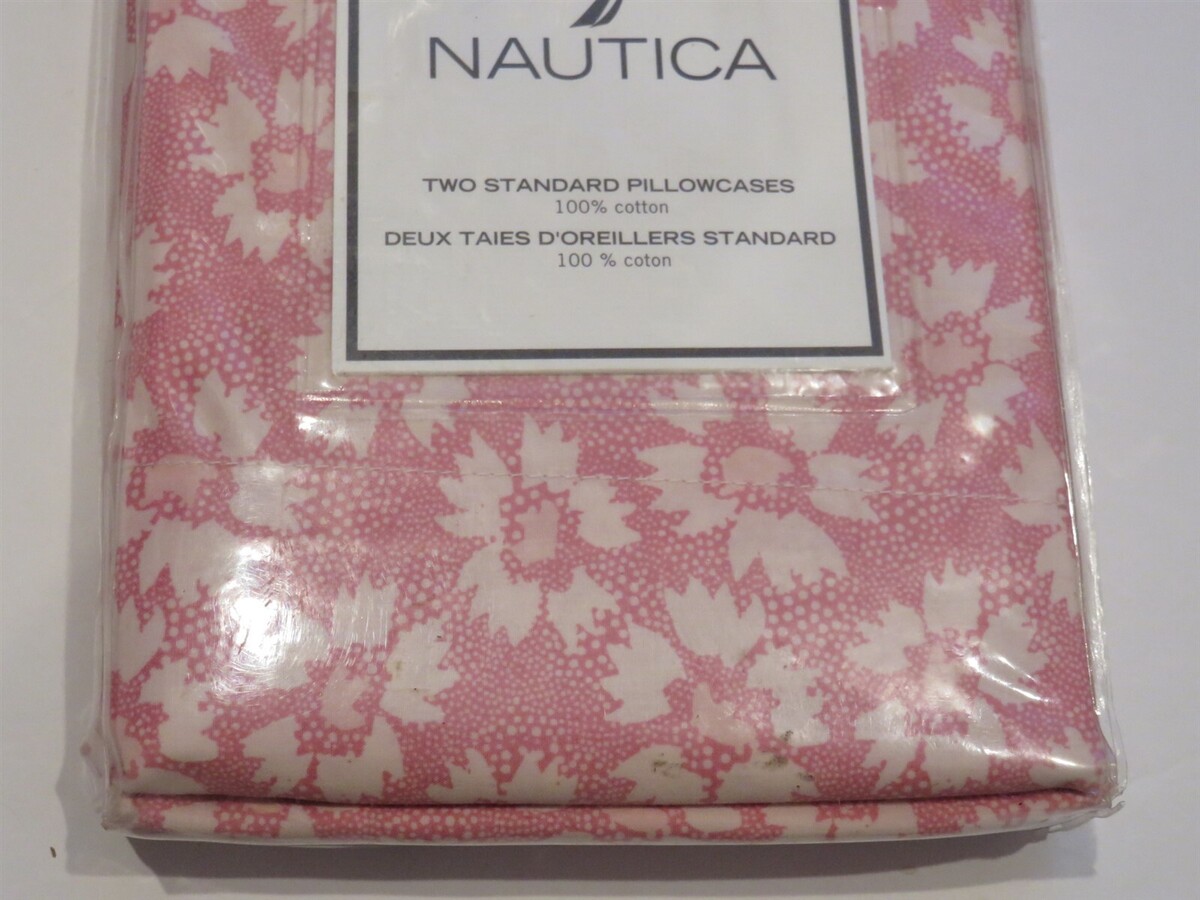 NAUTICA
TWO STANDARD PILLOWCASES
100% cotton
DEUX TAIES D'OREILLERS STANDARD
100 % coton